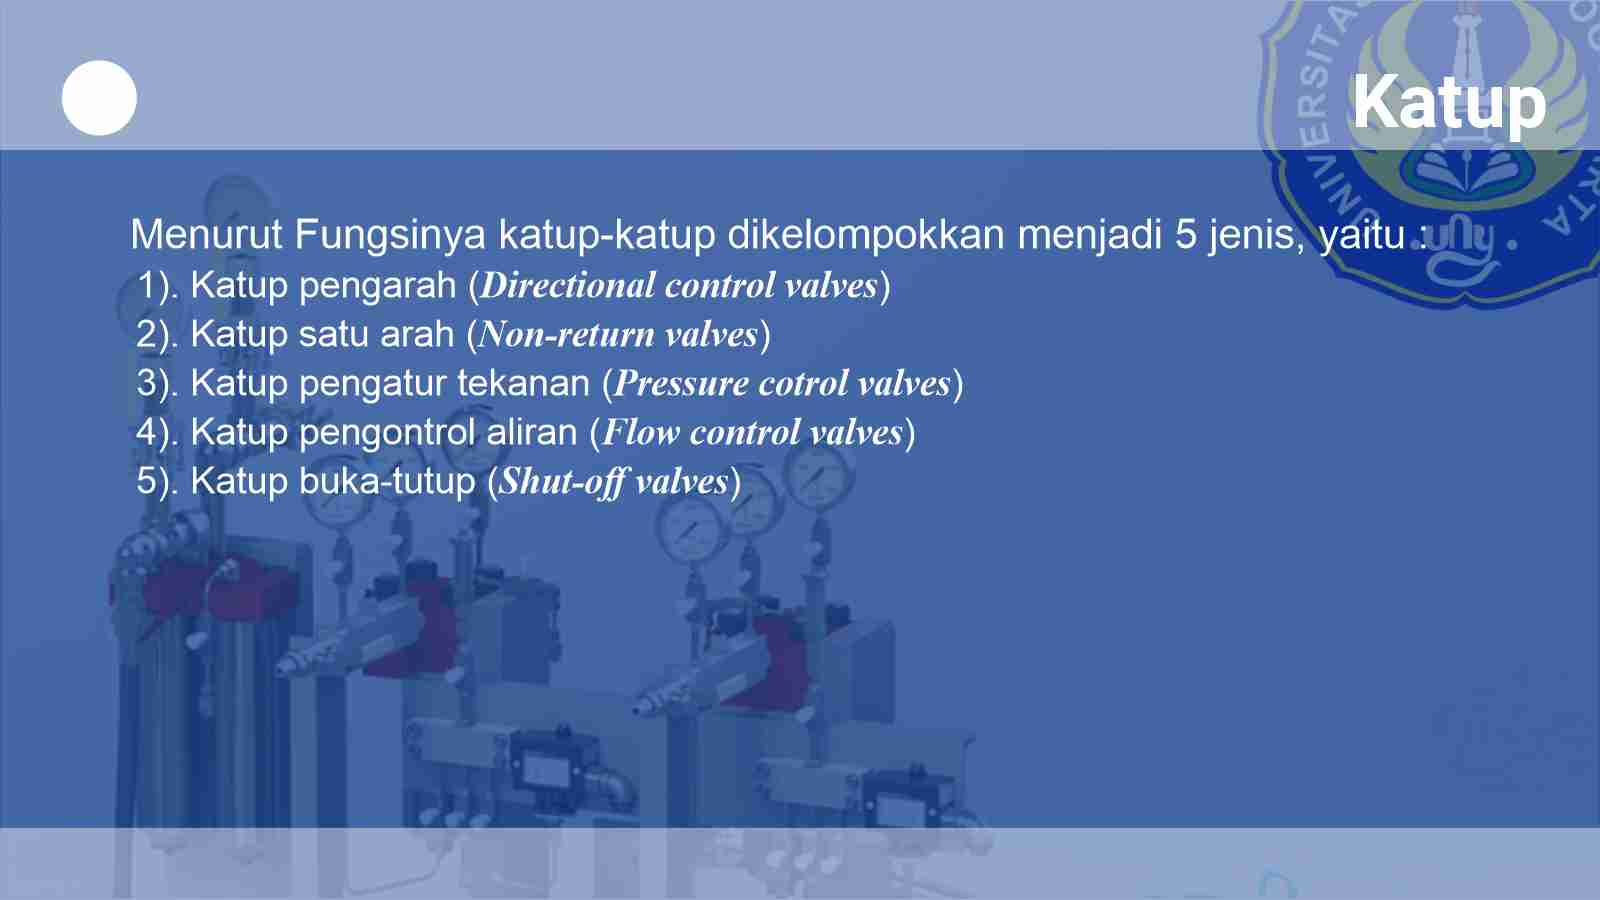 Katup
UNIVERSITAS
uny
Menurut Fungsinya katup-katup dikelompokkan menjadi 5 jenis, yaitu :
1). Katup pengarah (Directional control valves)
2). Katup satu arah (Non-return valves)
3). Katup pengatur tekanan (Pressure cotrol valves)
4). Katup pengontrol aliran (Flow control valves)
5). Katup buka-tutup (Shut-off valves)